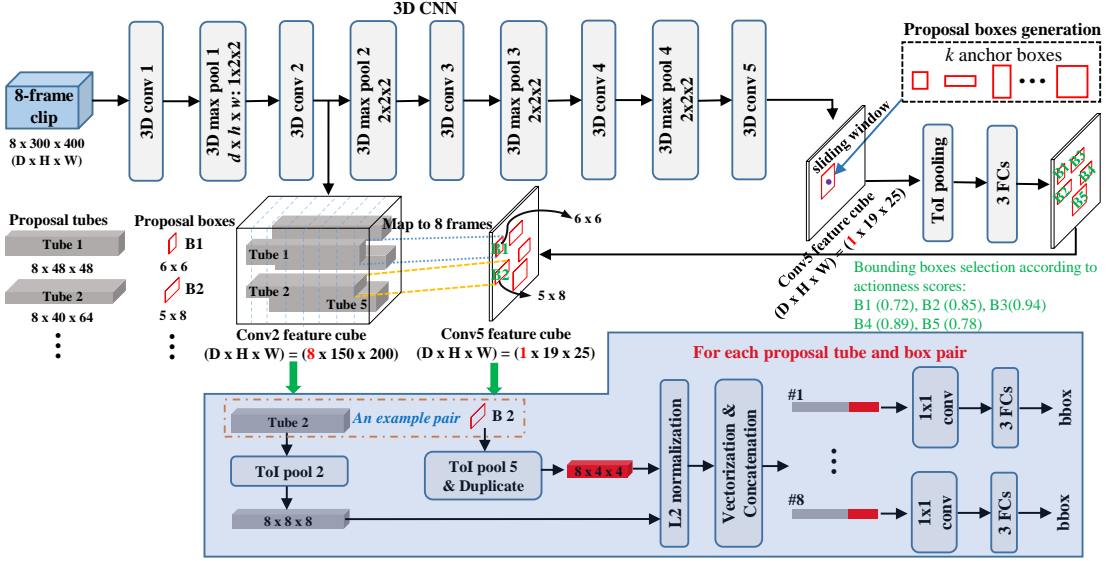 3D CNN
8-frame
clip
8 x 300 x 400
(D x H x W)
3D conv 1
3D max pool 1
d x h x w: 1x2x2
3D conv 2
3D max pool 2
2x2x2
3D conv 3
3D max pool 3
2x2x2
3D conv 4
3D max pool 4
2x2x2
3D conv 5
Proposal boxes generation
k anchor boxes
sliding window
Conv5 feature cube
(D x H x W) = (1 x 19 x 25)
ToI pooling
3 FCs
B1
B3
B4
B2
B5
Bounding boxes selection according to
actionness scores:
B1 (0.72), B2 (0.85), B3(0.94)
B4 (0.89), B5 (0.78)
Proposal tubes
Tube 1
8 x 48 x 48
Tube 2
8 x 40 x 64
Proposal boxes
B1
6 x 6
B2
5 x 8
Map to 8 frames
Tube 1
Tube 2
Tube 5
Conv2 feature cube
(D x H x W) = (8 x 150 x 200)
B1
B2
6 x 6
5 x 8
Conv5 feature cube
(D x H x W) = (1 x 19 x 25)
For each proposal tube and box pair
Tube 2
An example pair
B 2
ToI pool 2
8 x 8 x 8
ToI pool 5
& Duplicate
8 x 4 x 4
L2 normalization
Vectorization &
Concatenation
#1
1x1
conv
3 FCs
bbox
#8
1x1
conv
3 FCs
bbox